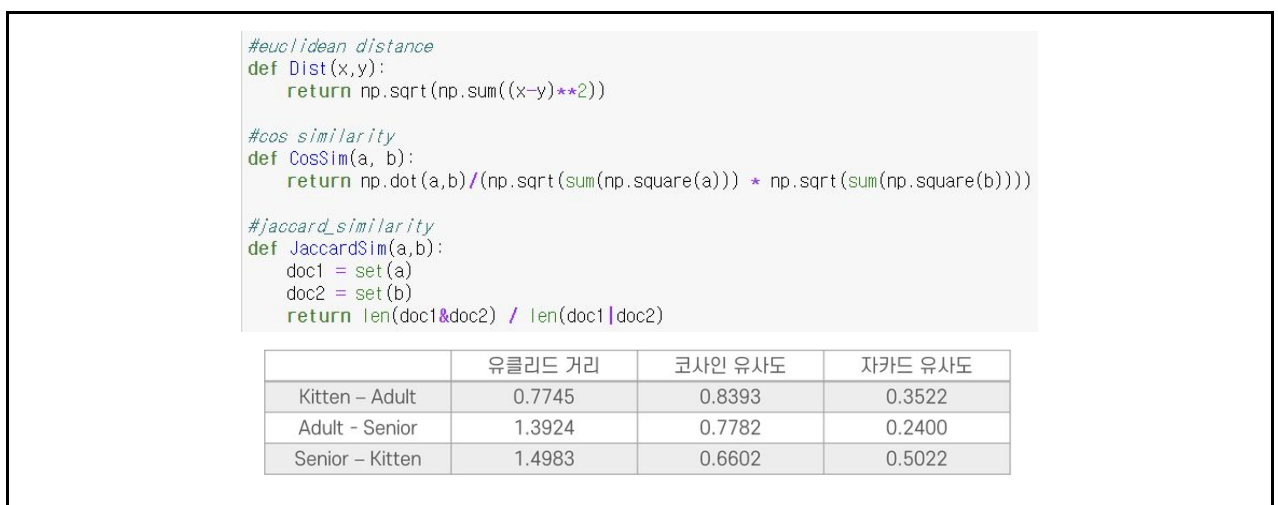 #euclidean distance
def Dist(x,y):
    return np.sqrt(np.sum((x-y)**2))
#cos similarity
def CosSim(a, b):
    return np.dot(a,b)/(np.sqrt(sum(np.square(a))) * np.sqrt(sum(np.square(b))))
#jaccard_similarity
def JaccardSim(a,b):
    doc1 = set(a)
    doc2 = set(b)
    return len(doc1&doc2) / len(doc1|doc2)
유클리드 거리 코사인 유사도 자카드 유사도
Kitten – Adult 0.7745 0.8393 0.3522
Adult - Senior 1.3924 0.7782 0.2400
Senior – Kitten 1.4983 0.6602 0.5022